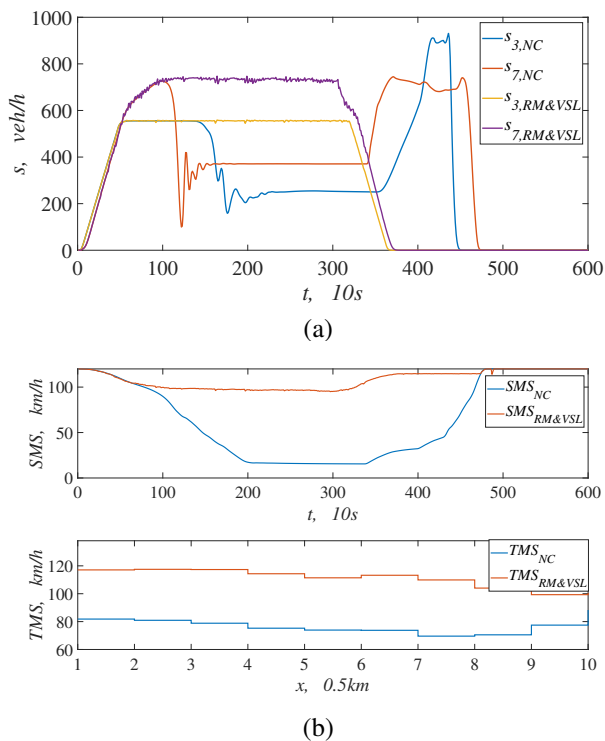 1000
800
600
400
200
0
s, veh/h
s3,NC
s7,NC
s3,RM&VSL
s7,RM&VSL
0 100 200 300 400 500 600
t, 10s
(a)
100
50
0
SMS, km/h
SMSNC
SMSRM&VSL
0 100 200 300 400 500 600
t, 10s
120
100
80
60
TMS, km/h
TMSNC
TMSRM&VSL
1 2 3 4 5 6 7 8 9 10
x, 0.5km
(b)